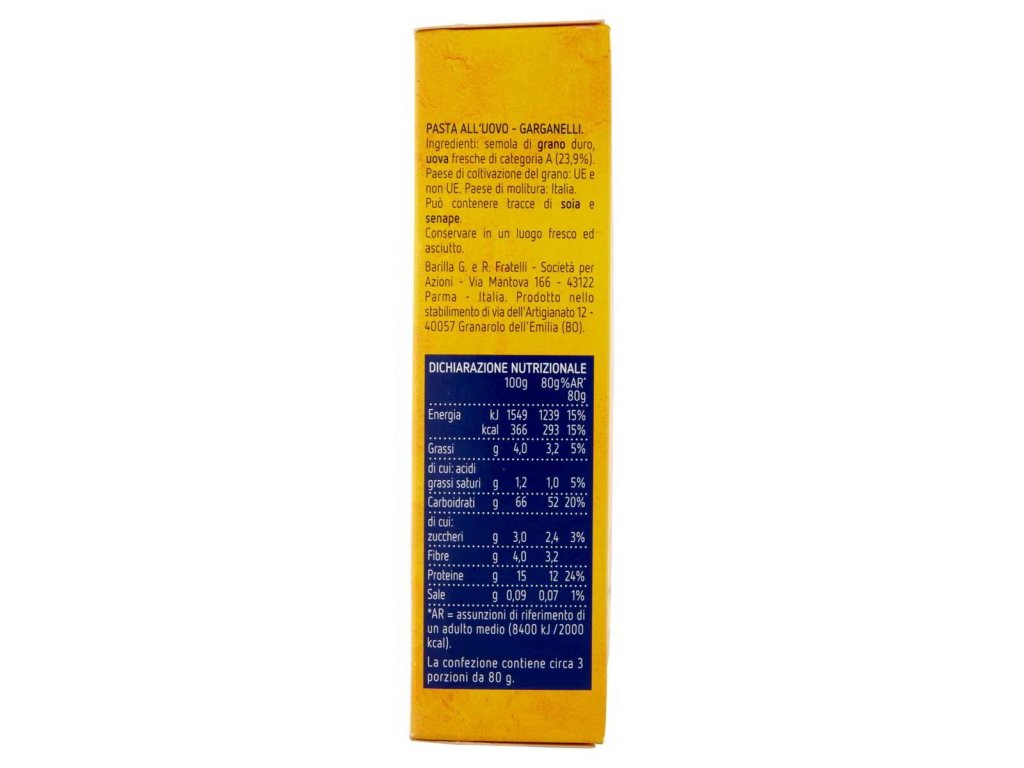 PASTA ALL'UOVO - GARGANELLI.
Ingredienti: semola di grano duro,
uova fresche di categoria A (23,9%).
Paese di coltivazione del grano: UE e
non UE. Paese di molitura: Italia.
Può contenere tracce di soia e
senape.
Conservare in un luogo fresco ed
asciutto.
Barilla G. e R. Fratelli - Società per
Azioni - Via Mantova 166 - 43122
Parma - Italia. Prodotto nello
stabilimento di via dell'Artigianato 12 -
40057 Granarolo dell'Emilia (BO).
DICHIARAZIONE NUTRIZIONALE
100g 80g %AR*
80g
Energia kJ 1549 1239 15%
kcal 366 293 15%
Grassi g 4,0 3,2 5%
di cui: acidi
grassi saturi g 1,2 1,0 5%
Carboidrati g 66 52 20%
di cui:
zuccheri g 3,0 2,4 3%
Fibre g 4,0 3,2
Proteine g 15 12 24%
Sale g 0,09 0,07 1%
*AR = assunzioni di riferimento di
un adulto medio (8400 kJ/2000
kcal).
La confezione contiene circa 3
porzioni da 80 g.